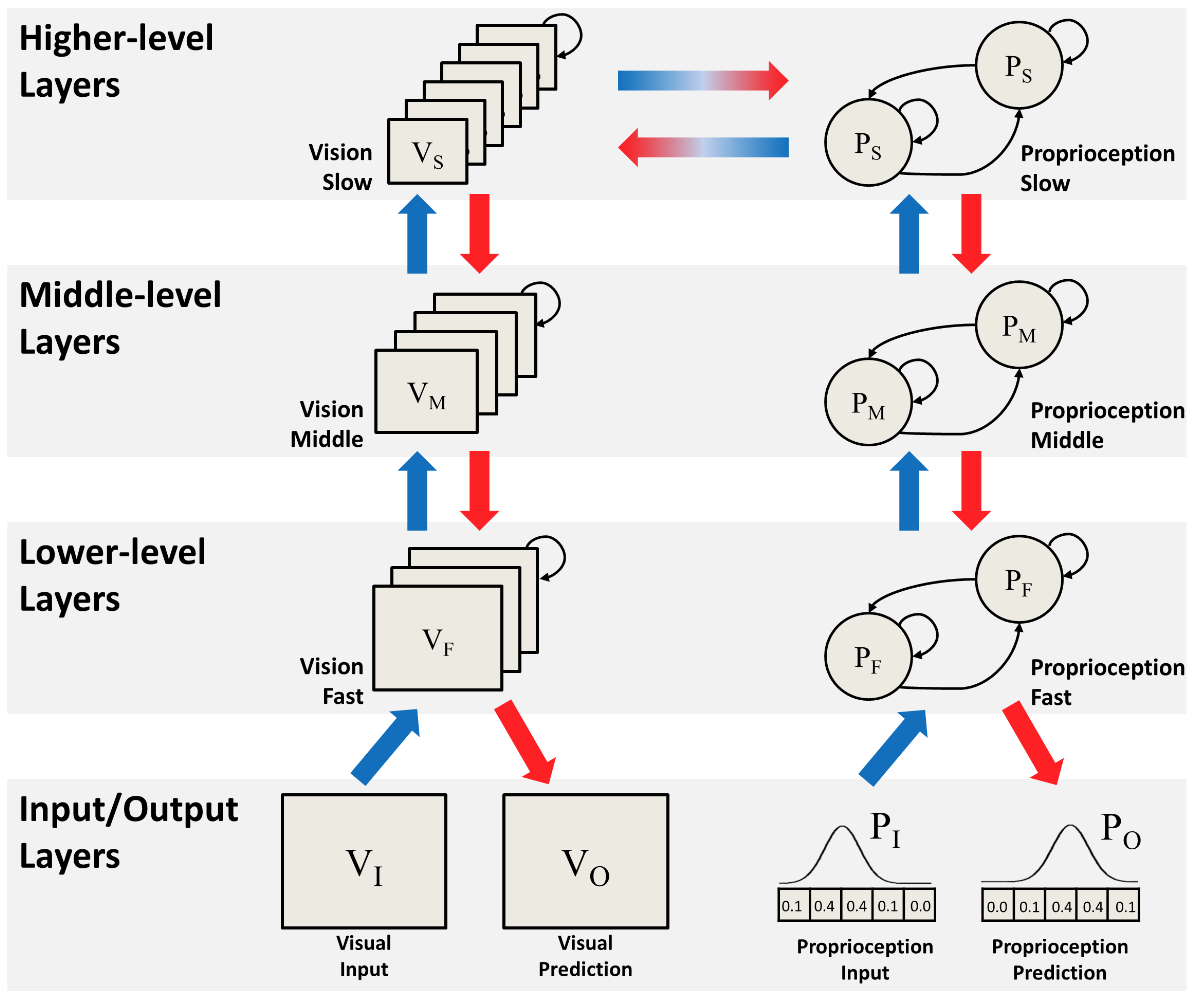 Higher-level
Layers
V_S
Vision
Slow
P_S
P_S
Proprioception
Slow
Middle-level
Layers
V_M
Vision
Middle
P_M
P_M
Proprioception
Middle
Lower-level
Layers
V_F
Vision
Fast
P_F
P_F
Proprioception
Fast
Input/Output
Layers
V_I
Visual
Input
V_O
Visual
Prediction
P_I
0.1 0.4 0.4 0.1 0.0
Proprioception
Input
P_O
0.0 0.1 0.4 0.4 0.1
Proprioception
Prediction